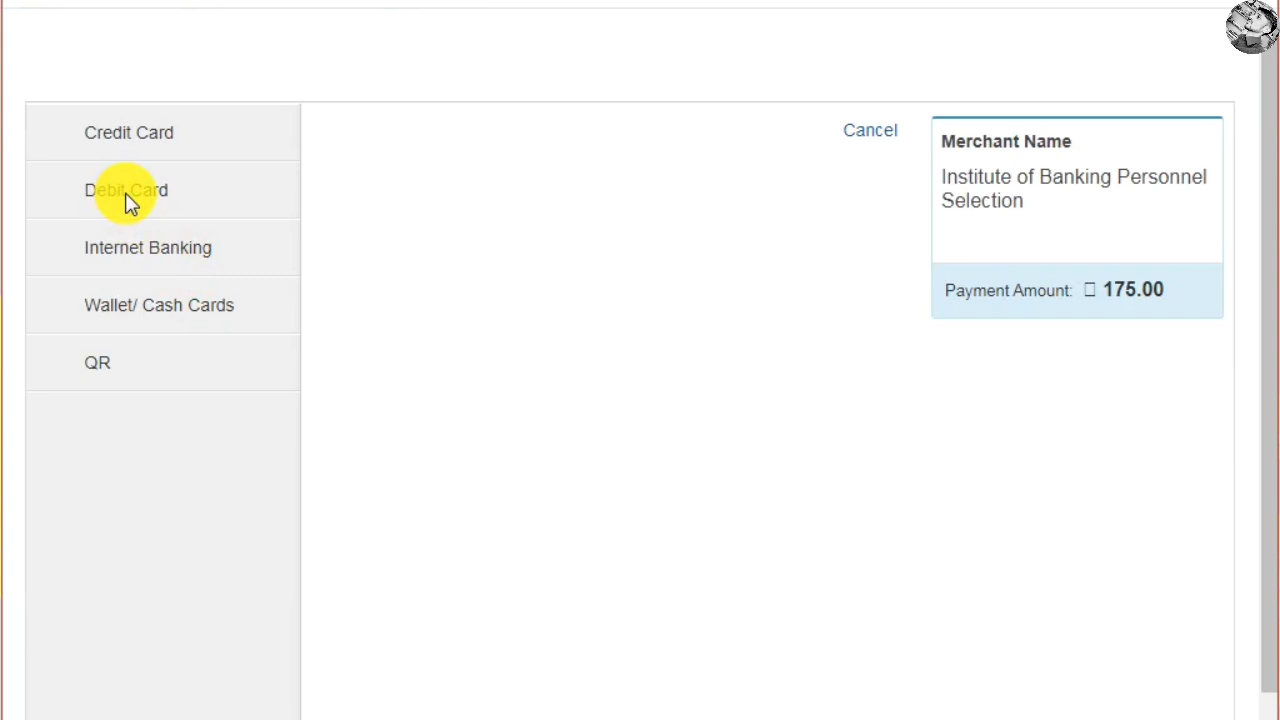 Credit Card
Debit Card
Internet Banking
Wallet/ Cash Cards
QR
Cancel
Merchant Name
Institute of Banking Personnel
Selection
Payment Amount: 175.00